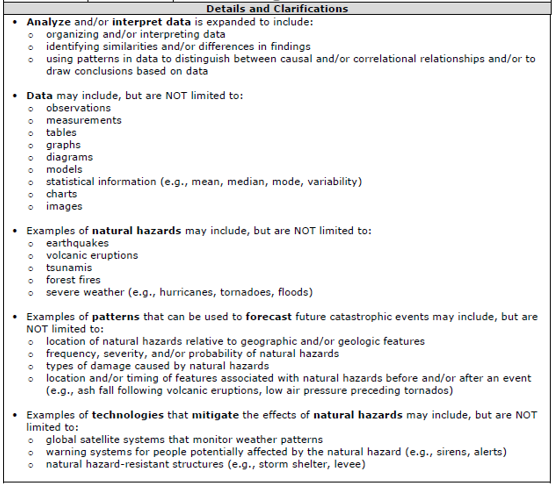 Details and Clarifications
• Analyze and/or interpret data is expanded to include:
o organizing and/or interpreting data
o identifying similarities and/or differences in findings
o using patterns in data to distinguish between causal and/or correlational relationships and/or to
draw conclusions based on data
• Data may include, but are NOT limited to:
o observations
o measurements
o tables
o graphs
o diagrams
o models
o statistical information (e.g., mean, median, mode, variability)
o charts
o images
• Examples of natural hazards may include, but are NOT limited to:
o earthquakes
o volcanic eruptions
o tsunamis
o forest fires
o severe weather (e.g., hurricanes, tornadoes, floods)
• Examples of patterns that can be used to forecast future catastrophic events may include, but are
NOT limited to:
o location of natural hazards relative to geographic and/or geologic features
o frequency, severity, and/or probability of natural hazards
o types of damage caused by natural hazards
o location and/or timing of features associated with natural hazards before and/or after an event
(e.g., ash fall following volcanic eruptions, low air pressure preceding tornados)
• Examples of technologies that mitigate the effects of natural hazards may include, but are NOT
limited to:
o global satellite systems that monitor weather patterns
o warning systems for people potentially affected by the natural hazard (e.g., sirens, alerts)
o natural hazard-resistant structures (e.g., storm shelter, levee)